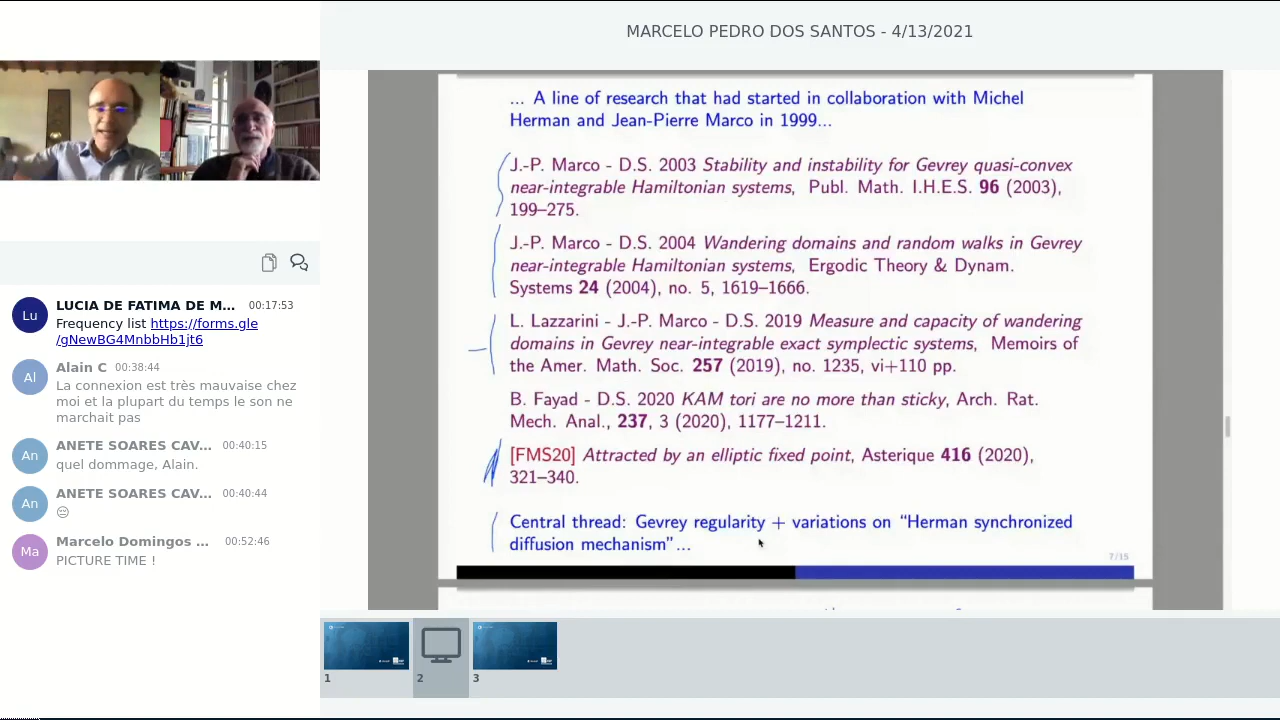 MARCELO PEDRO DOS SANTOS - 4/13/2021
LUCIA DE FATIMA DE M... 00:17:53
Frequency list https://forms.gle
/gNewBG4MnbbHb1jt6
Alain C 00:38:44
La connexion est très mauvaise chez
moi et la plupart du temps le son ne
marchait pas
ANETE SOARES CAV... 00:40:15
quel dommage, Alain.
ANETE SOARES CAV... 00:40:44
😔
Marcelo Domingos ... 00:52:46
PICTURE TIME !
Lu
Al
An
An
Ma
... A line of research that had started in collaboration with Michel
Herman and Jean-Pierre Marco in 1999...
J.-P. Marco - D.S. 2003 Stability and instability for Gevrey quasi-convex
near-integrable Hamiltonian systems, Publ. Math. I.H.E.S. 96 (2003),
199–275.
J.-P. Marco - D.S. 2004 Wandering domains and random walks in Gevrey
near-integrable Hamiltonian systems, Ergodic Theory & Dynam.
Systems 24 (2004), no. 5, 1619–1666.
L. Lazzarini - J.-P. Marco - D.S. 2019 Measure and capacity of wandering
domains in Gevrey near-integrable exact symplectic systems, Memoirs of
the Amer. Math. Soc. 257 (2019), no. 1235, vi+110 pp.
B. Fayad - D.S. 2020 KAM tori are no more than sticky, Arch. Rat.
Mech. Anal., 237, 3 (2020), 1177–1211.
[FMS20] Attracted by an elliptic fixed point, Asterique 416 (2020),
321–340.
Central thread: Gevrey regularity + variations on “Herman synchronized
diffusion mechanism”...
7/15
1
2
3